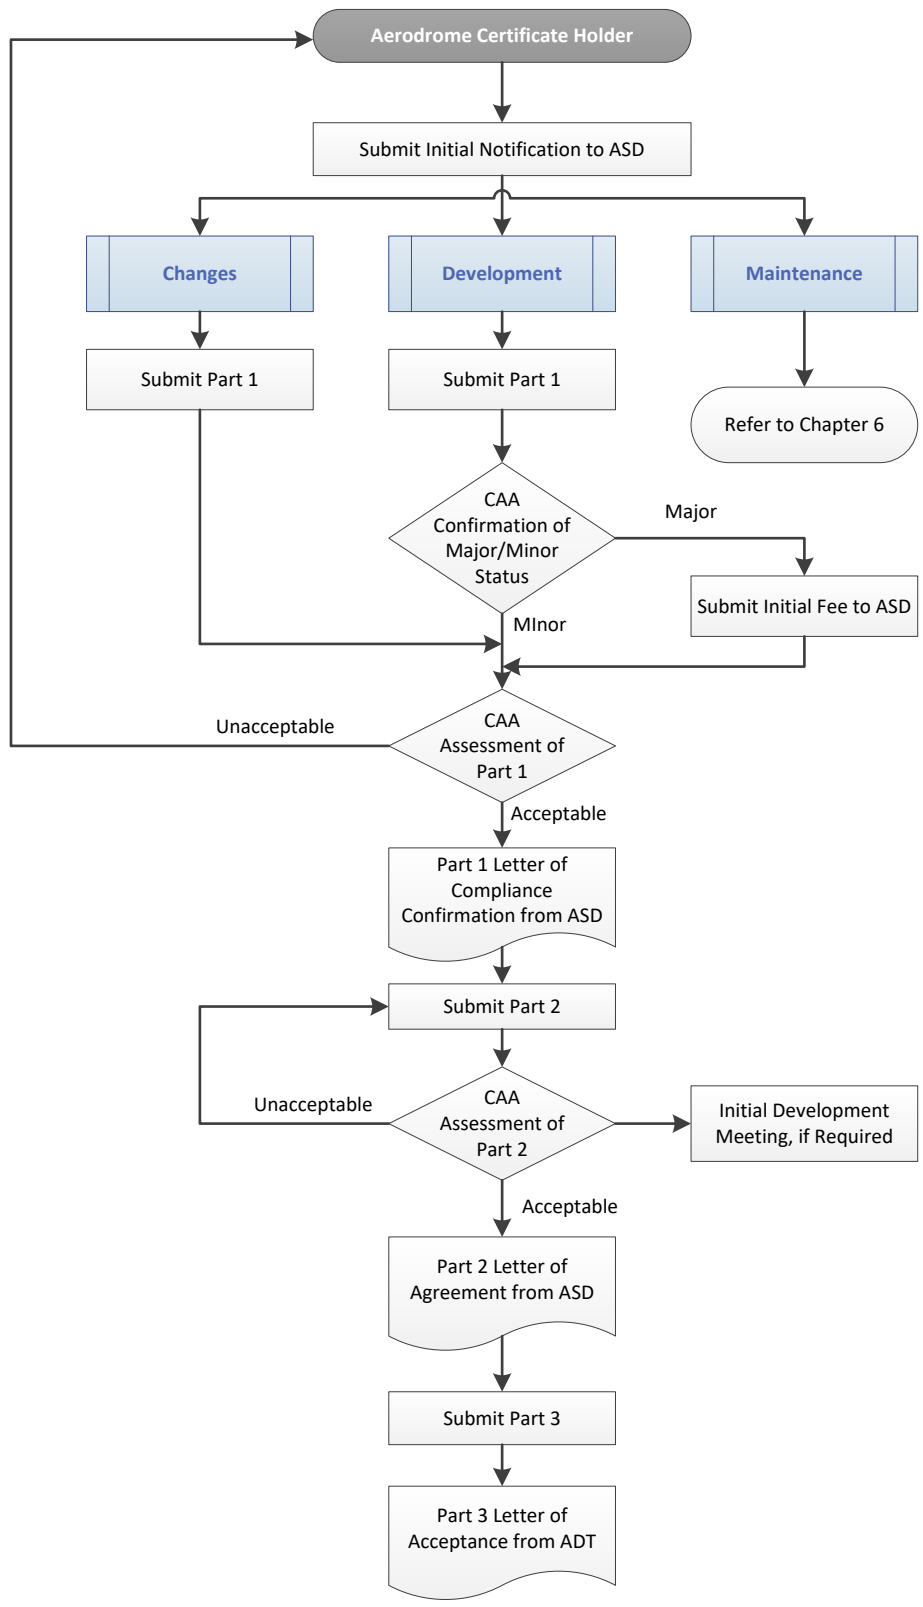 Aerodrome Certificate Holder
Submit Initial Notification to ASD
Changes
Development
Maintenance
Submit Part 1
Submit Part 1
Refer to Chapter 6
CAA
Confirmation of
Major/Minor
Status
Major
Submit Initial Fee to ASD
MInor
Unacceptable
CAA
Assessment of
Part 1
Acceptable
Part 1 Letter of
Compliance
Confirmation from ASD
Submit Part 2
Unacceptable
CAA
Assessment of
Part 2
Initial Development
Meeting, if Required
Acceptable
Part 2 Letter of
Agreement from ASD
Submit Part 3
Part 3 Letter of
Acceptance from ADT